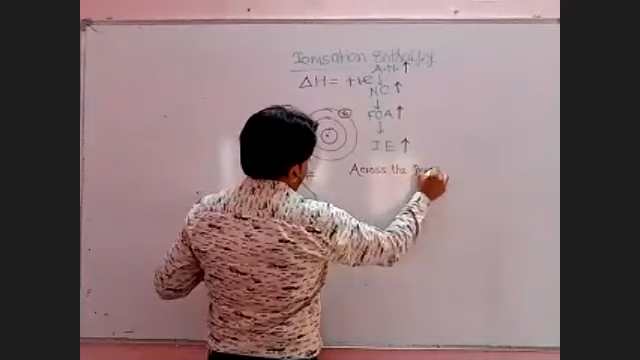 Ionisation Enthalpy
ΔH = +ve
A.N. ↑
↓
NC ↑
↓
FOA ↑
↓
IE ↑
=
Across the